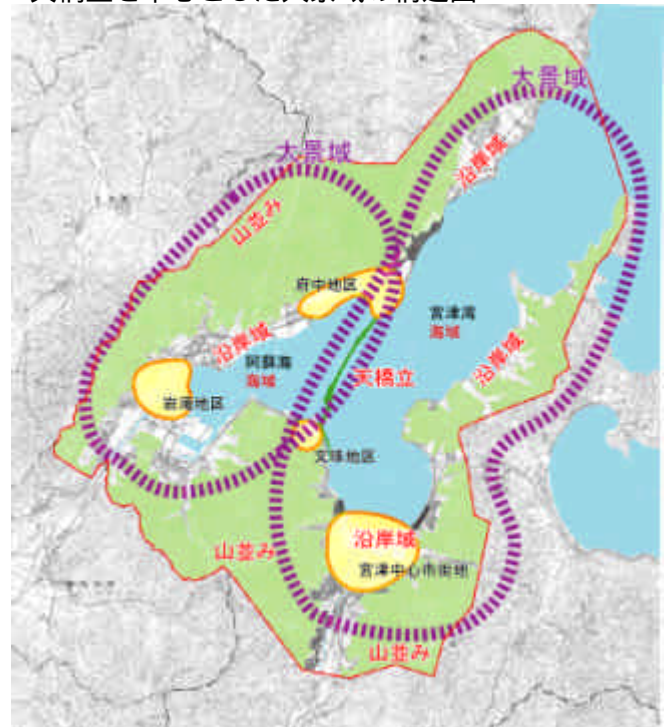 大景域
大景域
沿岸域
山並み
府中地区
宮津湾
海域
沿岸域
阿蘇海
海域
沿岸域
天橋立
岩滝地区
文珠地区
沿岸域
山並み
宮津中心市街地
山並み